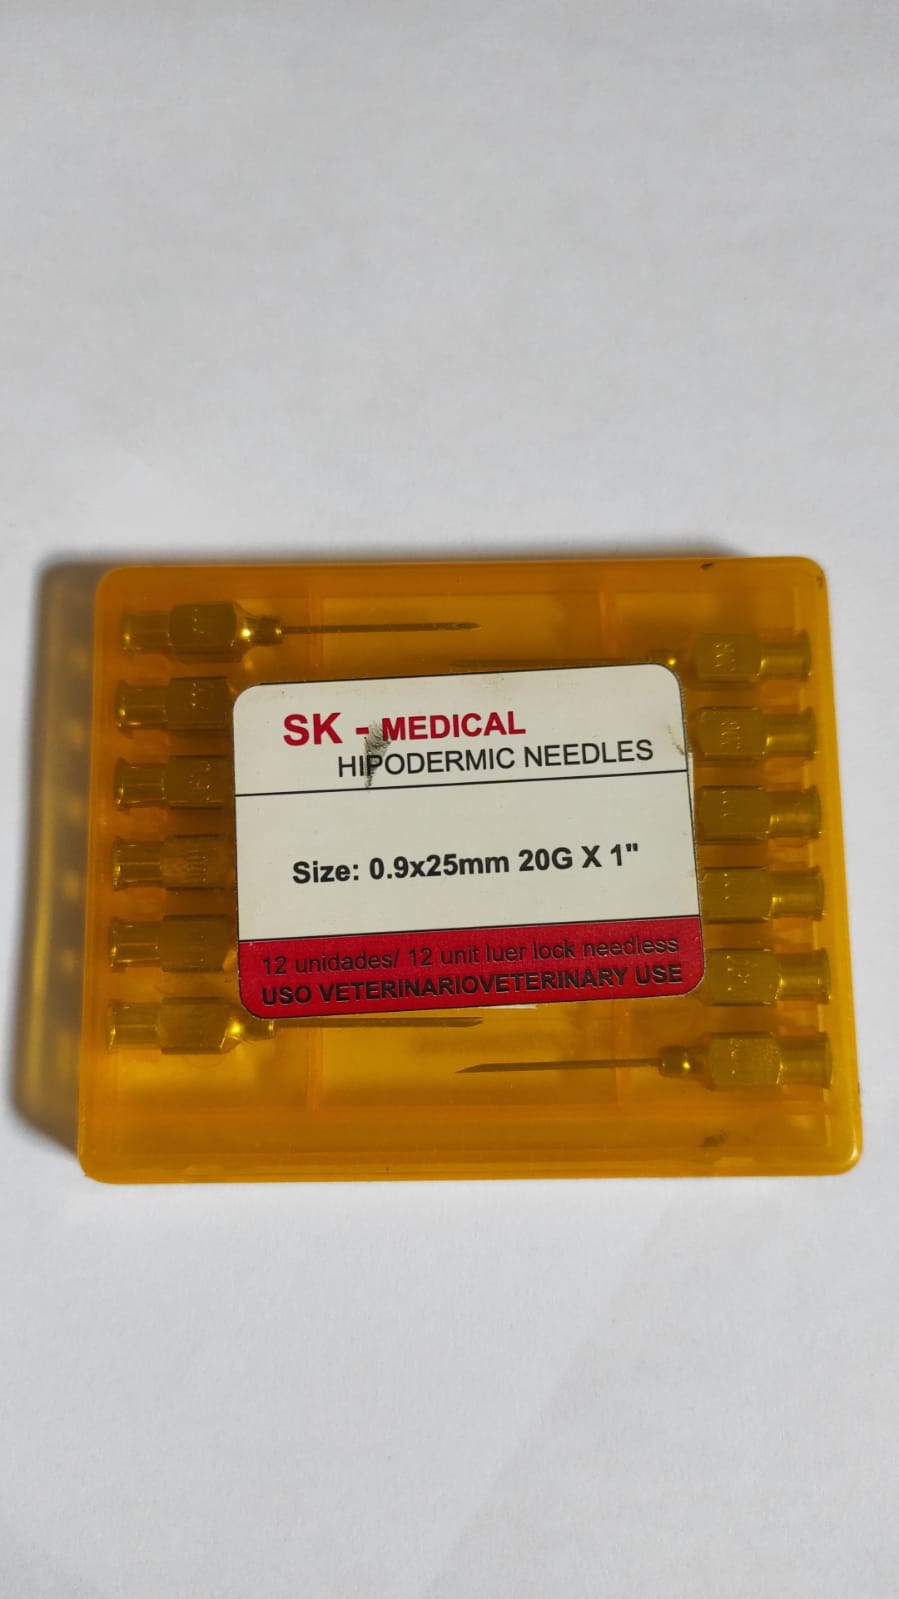 SK - MEDICAL
HIPODERMIC NEEDLES
Size: 0.9x25mm 20G X 1"
12 unidades/ 12 unit luer lock needless
USO VETERINARIOVETERINARY USE